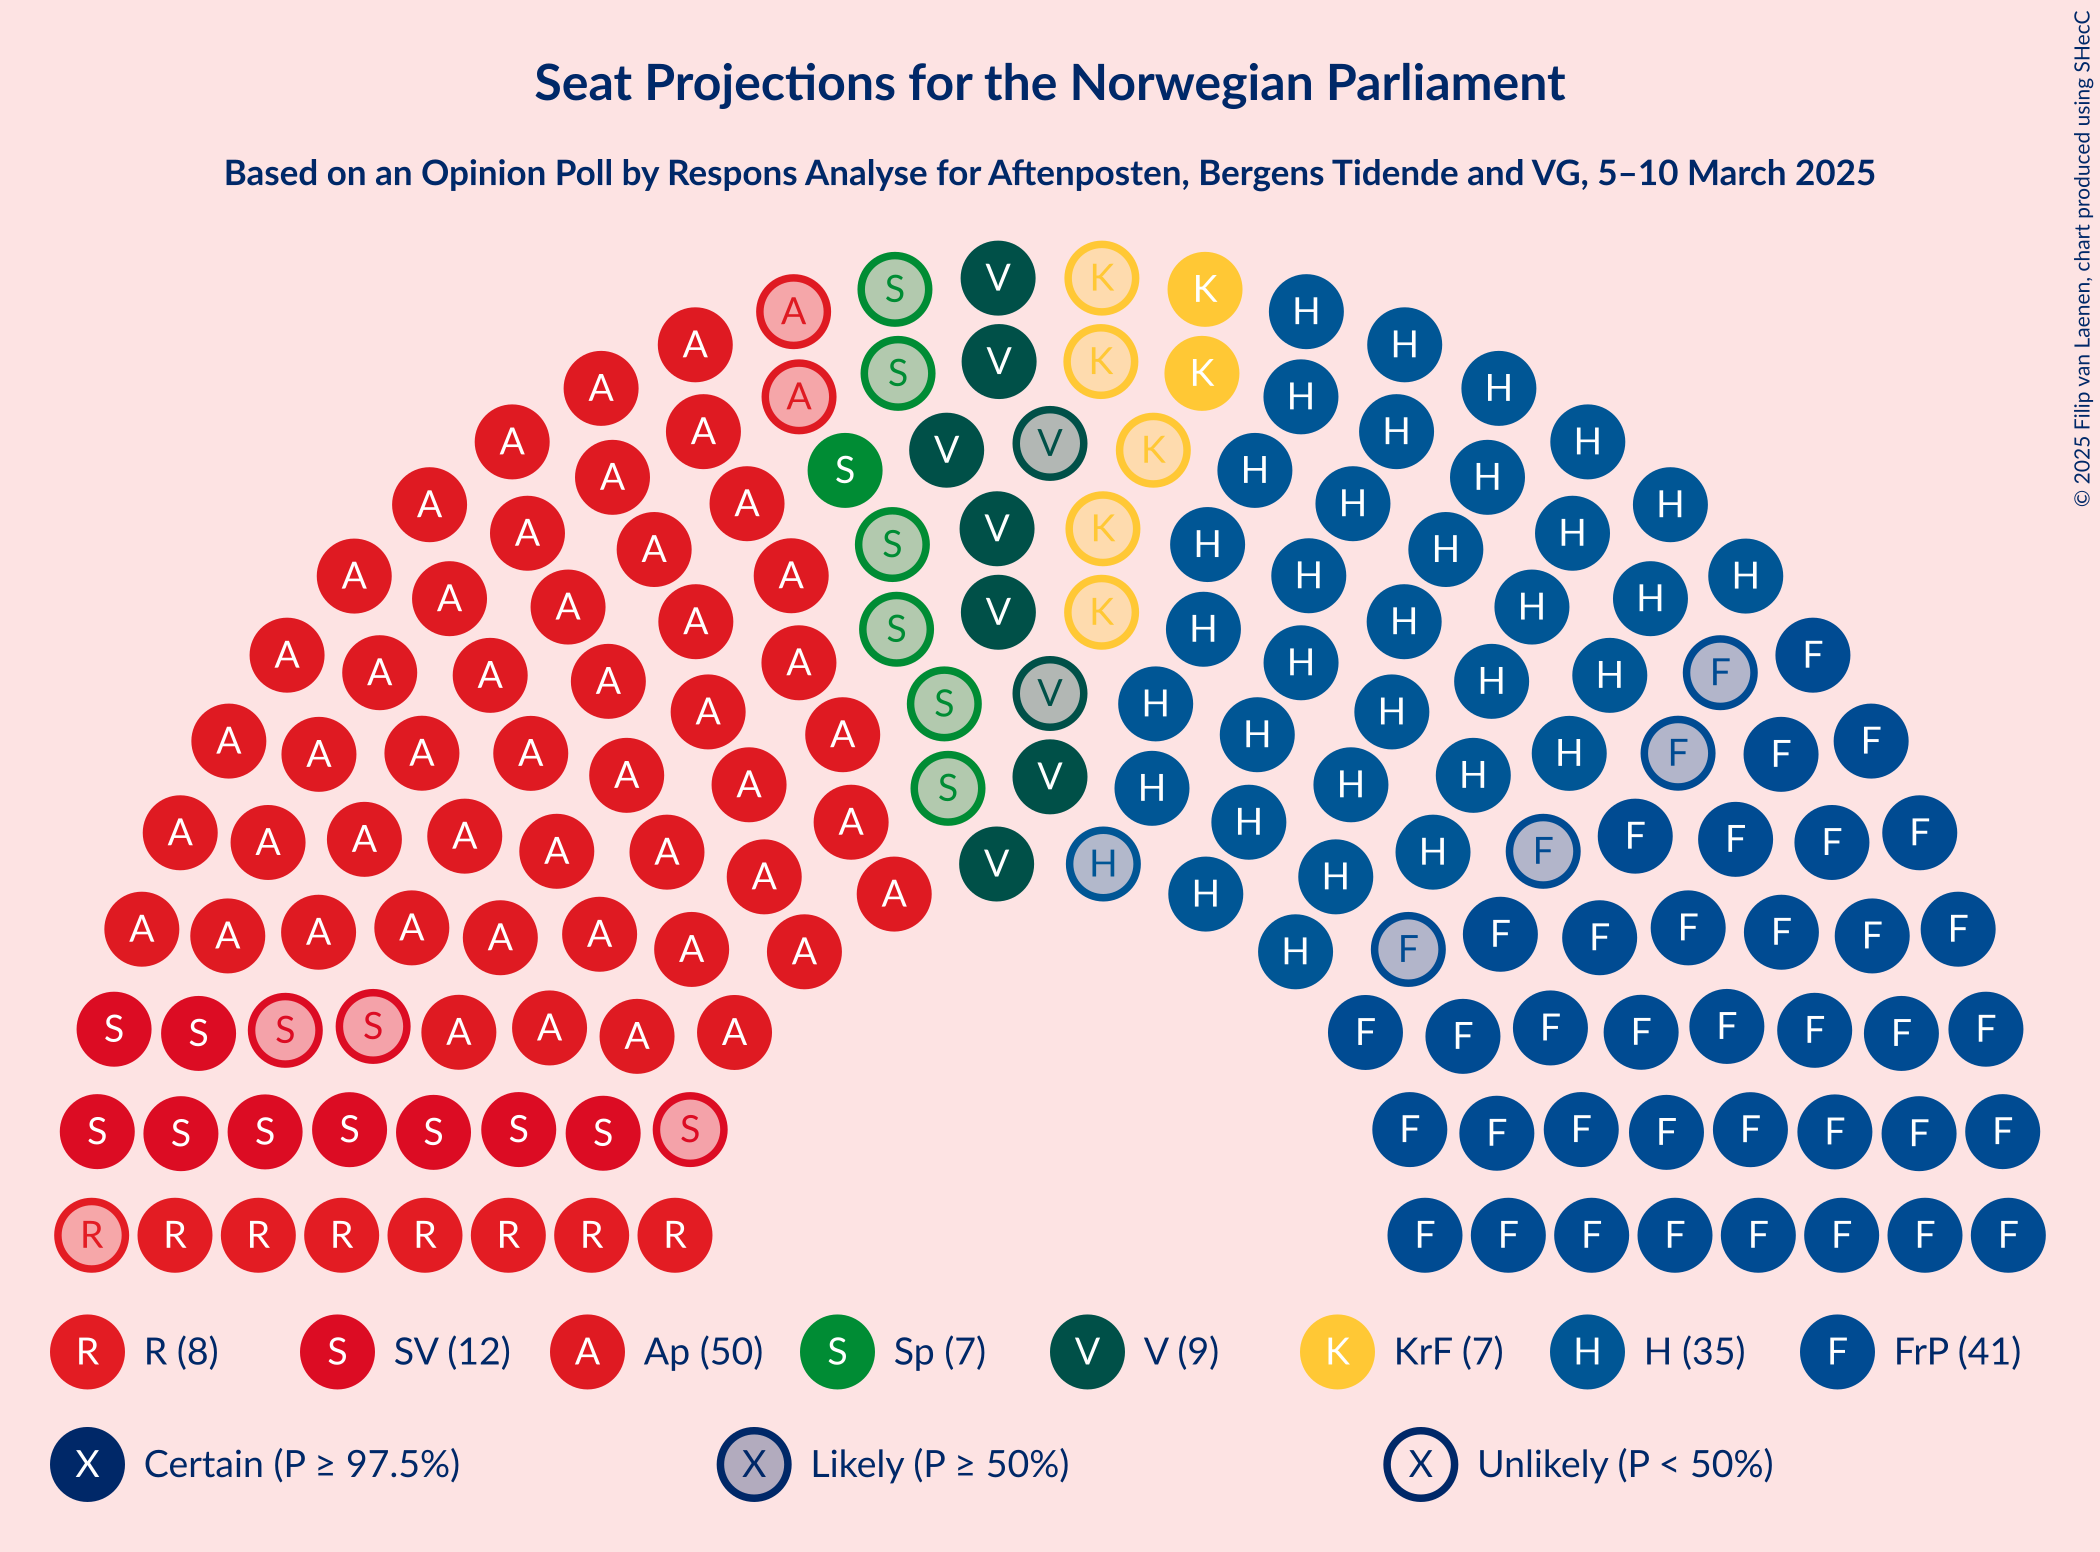 Seat Projections for the Norwegian Parliament
Based on an Opinion Poll by Respons Analyse for Aftenposten, Bergens Tidende and VG, 5–10 March 2025
© 2025 Filip van Laenen, chart produced using SHecC
S V K K
A H
A H
A A S V K K H H
A H H H
A A S V V K H H H
A A A S V K H H H H
A A A A S V K H H H H H
A A A A A S V H H H H H F F
A A A A A A A S V H H H H H F F F
A A A A A A A A V H H H H F F F F F
A A A A A A A A H F F F F F F F
S S S S A A A A F F F F F F F F
S S S S S S S S F F F F F F F F
R R R R R R R R F F F F F F F F
R R (8) S SV (12) A Ap (50) S Sp (7) V V (9) K KrF (7) H H (35) F FrP (41)
X Certain (P ≥ 97.5%) X Likely (P ≥ 50%) X Unlikely (P < 50%)